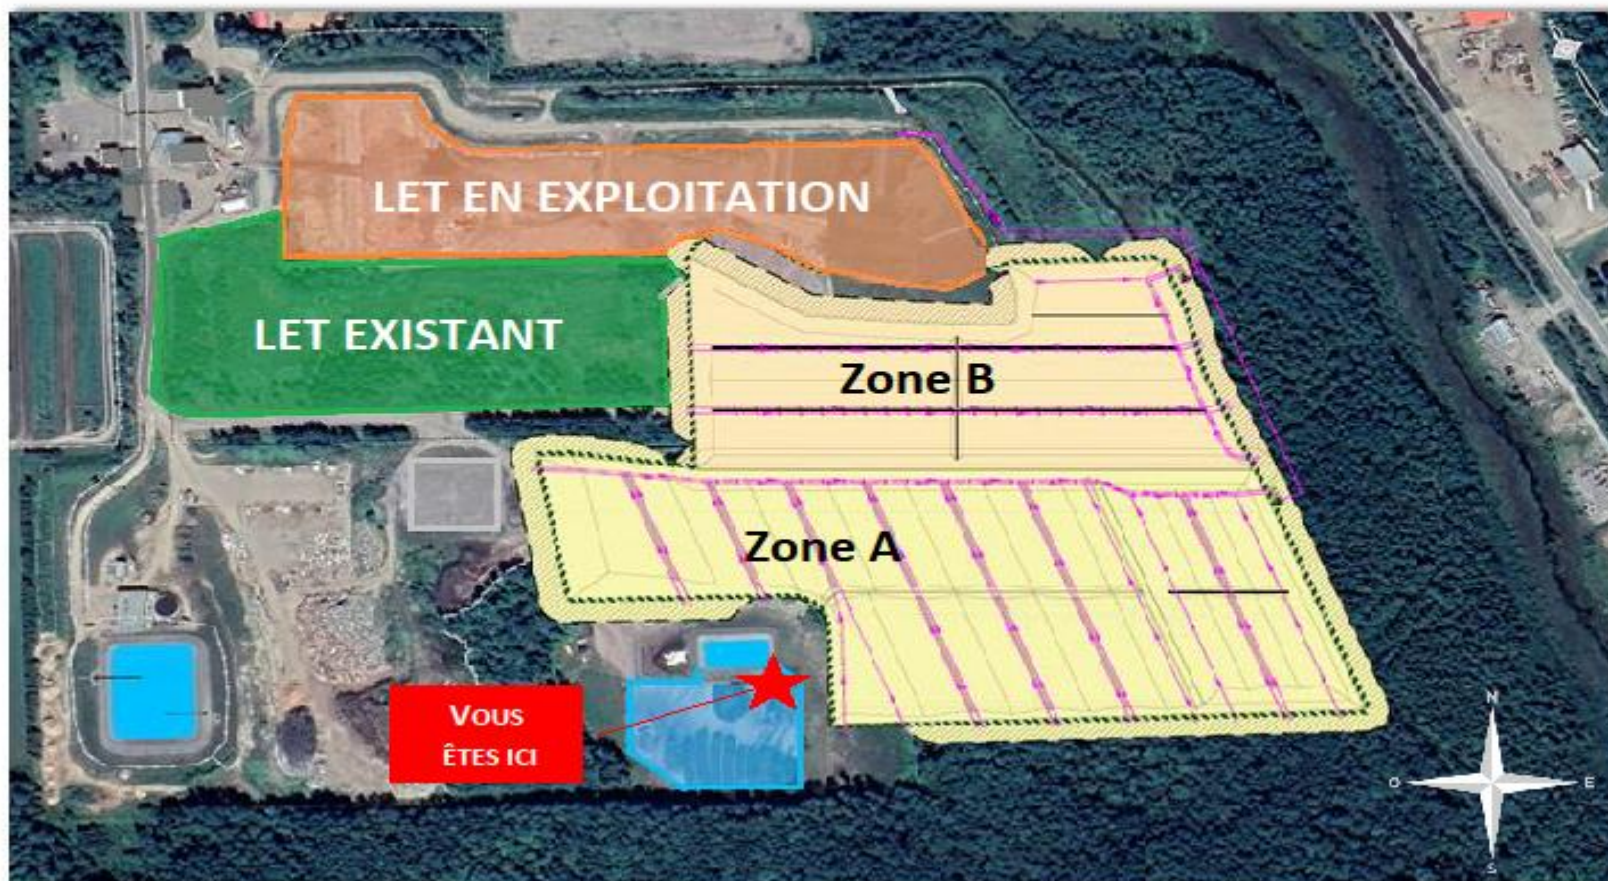 LET EN EXPLOITATION
LET EXISTANT
Zone B
Zone A
VOUS
ÊTES ICI
N
O
E
S